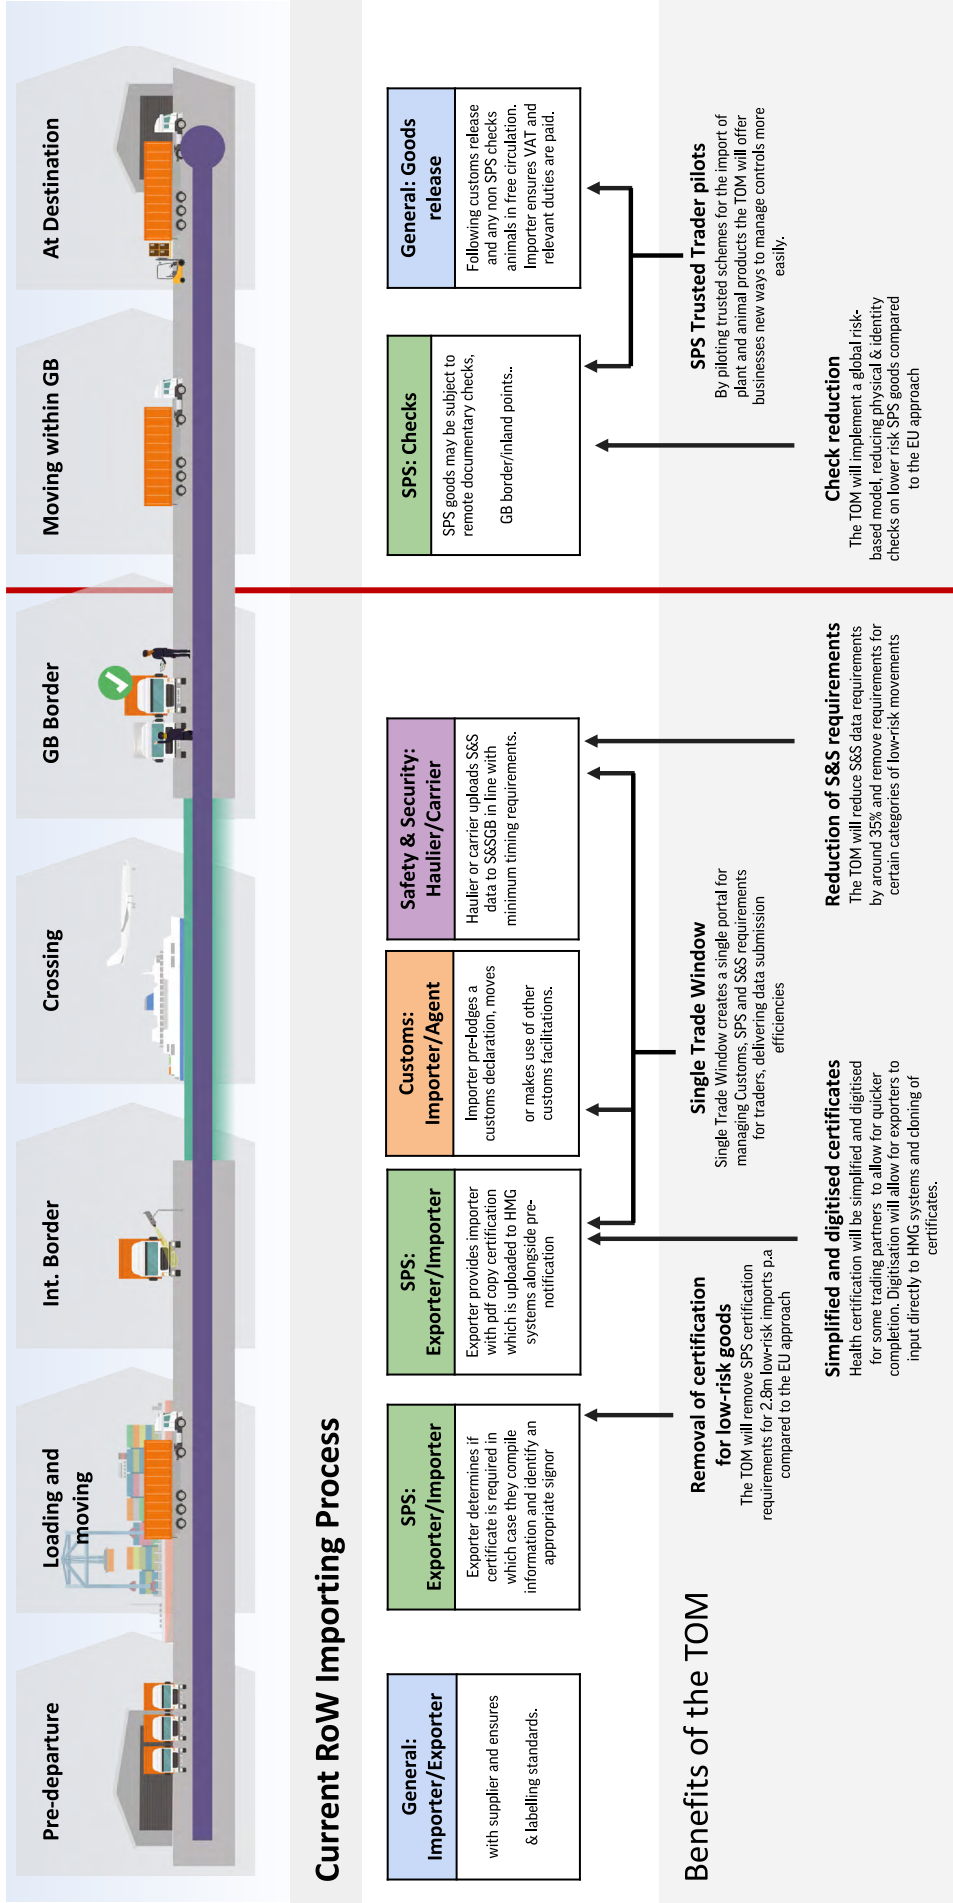 Pre-departure
Loading and
moving
Int. Border
Crossing
GB Border
Moving within GB
At Destination
Current RoW Importing Process
General:
Importer/Exporter
with supplier and ensures
& labelling standards.
SPS:
Exporter/Importer
Exporter determines if
certificate is required in
which case they compile
information and identify an
appropriate signor
SPS:
Exporter/Importer
Exporter provides importer
with pdf copy certification
which is uploaded to HMG
systems alongside pre-
notification
Customs:
Importer/Agent
Importer pre-lodges a
customs declaration, moves
or makes use of other
customs facilitations.
Safety & Security:
Haulier/Carrier
Haulier or carrier uploads S&S
data to S&SGB in line with
minimum timing requirements.
SPS: Checks
SPS goods may be subject to
remote documentary checks,
GB border/inland points..
General: Goods
release
Following customs release
and any non SPS checks
animals in free circulation.
Importer ensures VAT and
relevant duties are paid.
Benefits of the TOM
Removal of certification
for low-risk goods
The TOM will remove SPS certification
requirements for 2.8m low-risk imports p.a
compared to the EU approach
Single Trade Window
Single Trade Window creates a single portal for
managing Customs, SPS and S&S requirements
for traders, delivering data submission
efficiencies
SPS Trusted Trader pilots
By piloting trusted schemes for the import of
plant and animal products the TOM will offer
businesses new ways to manage controls more
easily.
Simplified and digitised certificates
Health certification will be simplified and digitised
for some trading partners to allow for quicker
completion. Digitisation will allow for exporters to
input directly to HMG systems and cloning of
certificates.
Reduction of S&S requirements
The TOM will reduce S&S data requirements
by around 35% and remove requirements for
certain categories of low-risk movements
Check reduction
The TOM will implement a global risk-
based model, reducing physical & identity
checks on lower risk SPS goods compared
to the EU approach